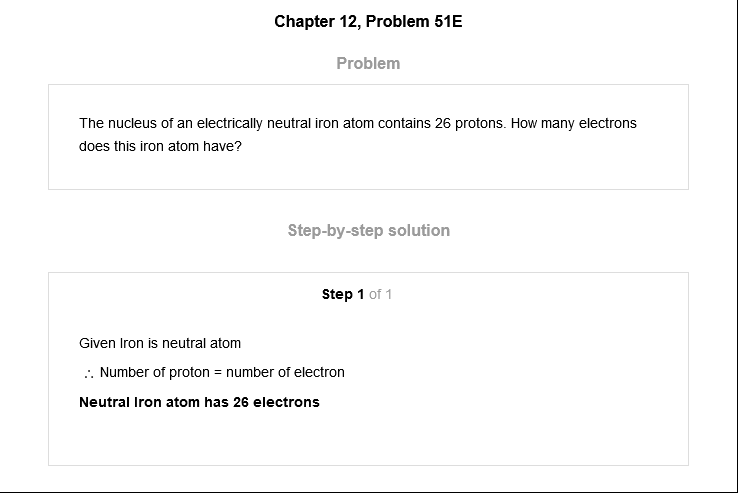 Chapter 12, Problem 51E
Problem
The nucleus of an electrically neutral iron atom contains 26 protons. How many electrons
does this iron atom have?
Step-by-step solution
Step 1 of 1
Given Iron is neutral atom
∴ Number of proton = number of electron
Neutral Iron atom has 26 electrons